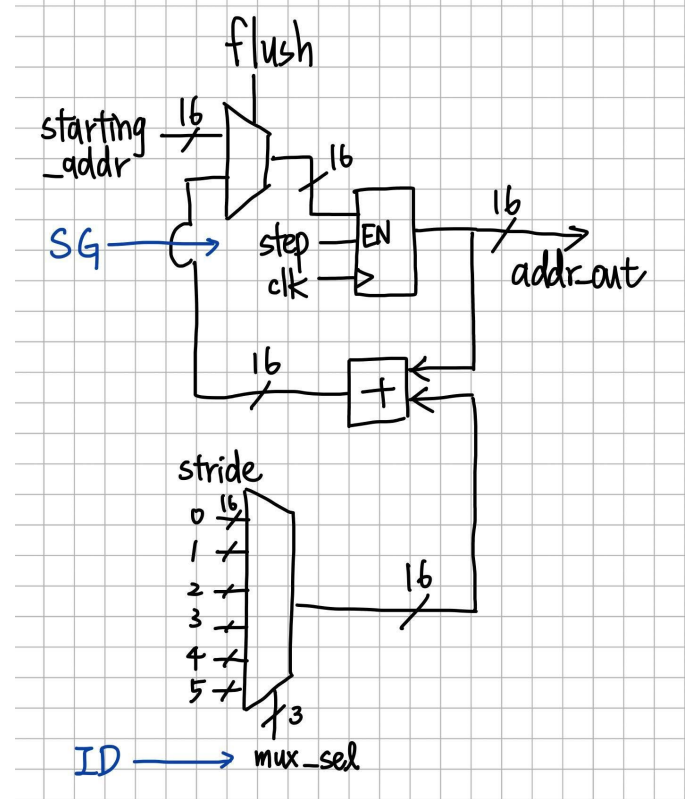 flush
starting
_addr
16
16
SG
step
EN
clk
16
addr_out
16
+
stride
0
16
1
2
3
4
5
16
3
ID
mux_sel